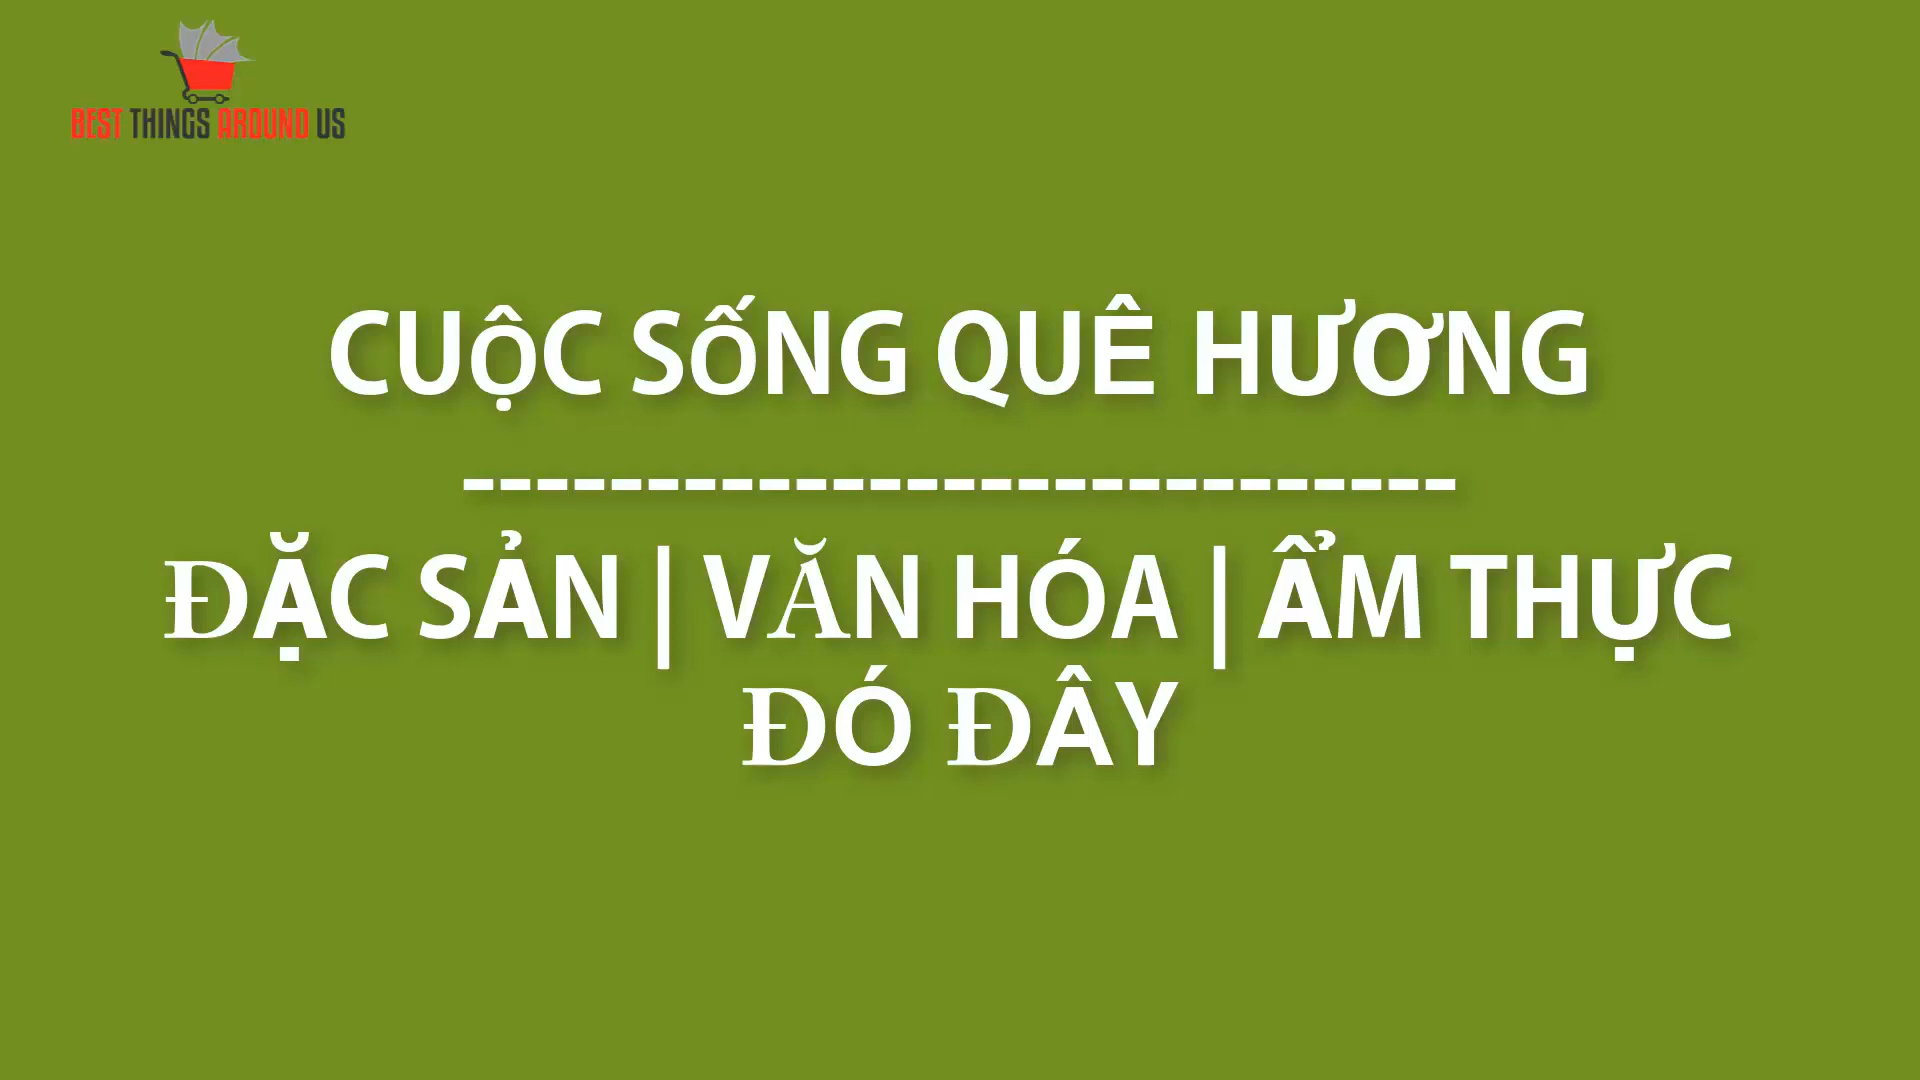 BEST THINGS AROUND US
CUỘC SỐNG QUÊ HƯƠNG
---------------------------
ĐẶC SẢN | VĂN HÓA | ẨM THỰC
ĐÓ ĐÂY